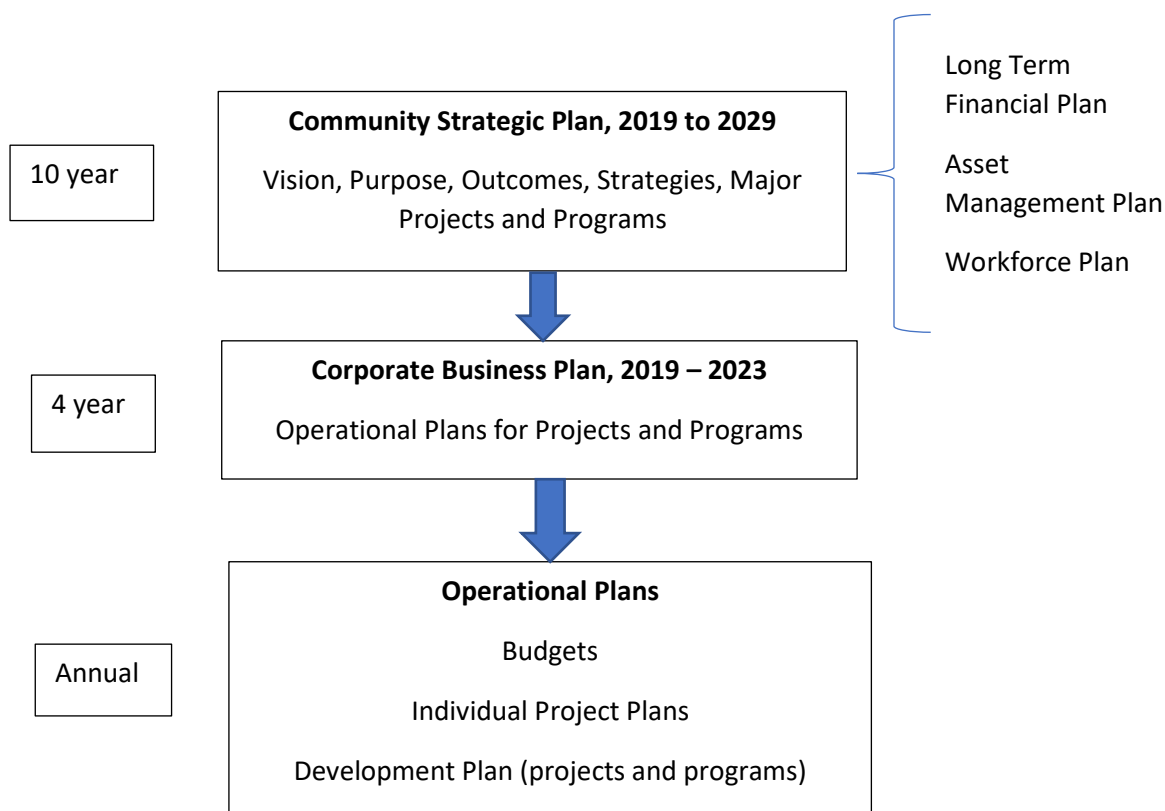 10 year
Community Strategic Plan, 2019 to 2029
Vision, Purpose, Outcomes, Strategies, Major
Projects and Programs
Long Term
Financial Plan
Asset
Management Plan
Workforce Plan
4 year
Corporate Business Plan, 2019 – 2023
Operational Plans for Projects and Programs
Annual
Operational Plans
Budgets
Individual Project Plans
Development Plan (projects and programs)